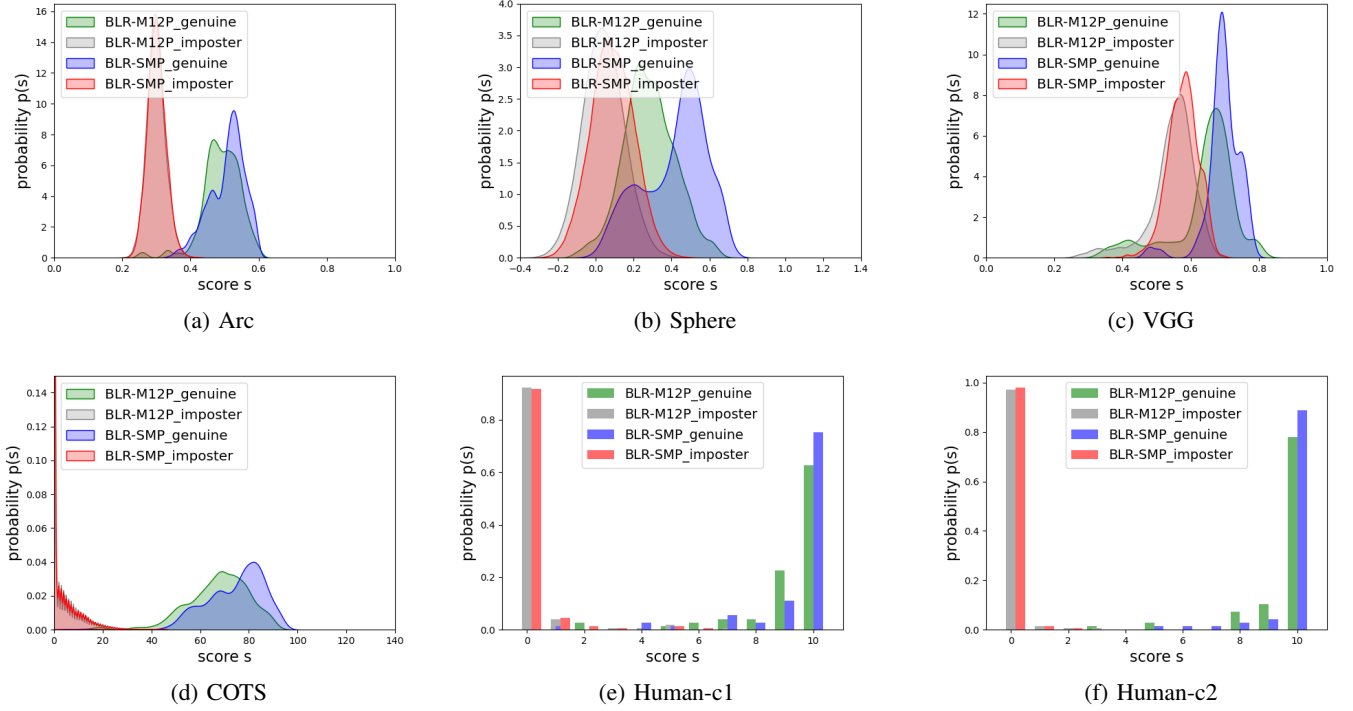 16
14
12
10
8
6
4
2
0
probability p(s)
BLR-M12P_genuine
BLR-M12P_imposter
BLR-SMP_genuine
BLR-SMP_imposter
0.0 0.2 0.4 0.6 0.8 1.0
score s
(a) Arc
4.0
3.5
3.0
2.5
2.0
1.5
1.0
0.5
0.0
probability p(s)
BLR-M12P_genuine
BLR-M12P_imposter
BLR-SMP_genuine
BLR-SMP_imposter
−0.4 −0.2 0.0 0.2 0.4 0.6 0.8 1.0 1.2 1.4
score s
(b) Sphere
12
10
8
6
4
2
0
probability p(s)
BLR-M12P_genuine
BLR-M12P_imposter
BLR-SMP_genuine
BLR-SMP_imposter
0.0 0.2 0.4 0.6 0.8 1.0
score s
(c) VGG
0.14
0.12
0.10
0.08
0.06
0.04
0.02
0.00
probability p(s)
BLR-M12P_genuine
BLR-M12P_imposter
BLR-SMP_genuine
BLR-SMP_imposter
0 20 40 60 80 100 120 140
score s
(d) COTS
0.8
0.6
0.4
0.2
0.0
probability p(s)
BLR-M12P_genuine
BLR-M12P_imposter
BLR-SMP_genuine
BLR-SMP_imposter
0 2 4 6 8 10
score s
(e) Human-c1
1.0
0.8
0.6
0.4
0.2
0.0
probability p(s)
BLR-M12P_genuine
BLR-M12P_imposter
BLR-SMP_genuine
BLR-SMP_imposter
0 2 4 6 8 10
score s
(f) Human-c2